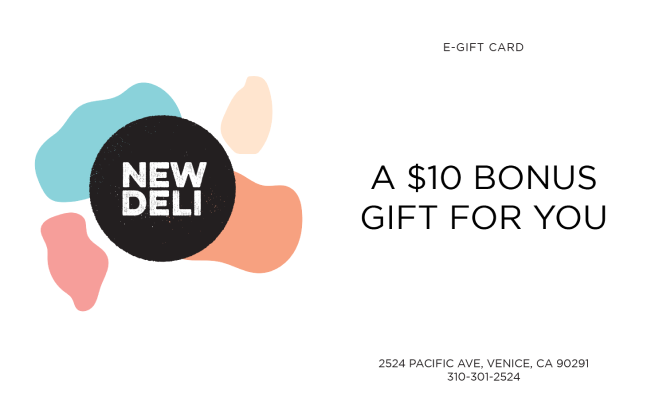 E-GIFT CARD
NEW
DELI
A $10 BONUS
GIFT FOR YOU
2524 PACIFIC AVE, VENICE, CA 90291
310-301-2524